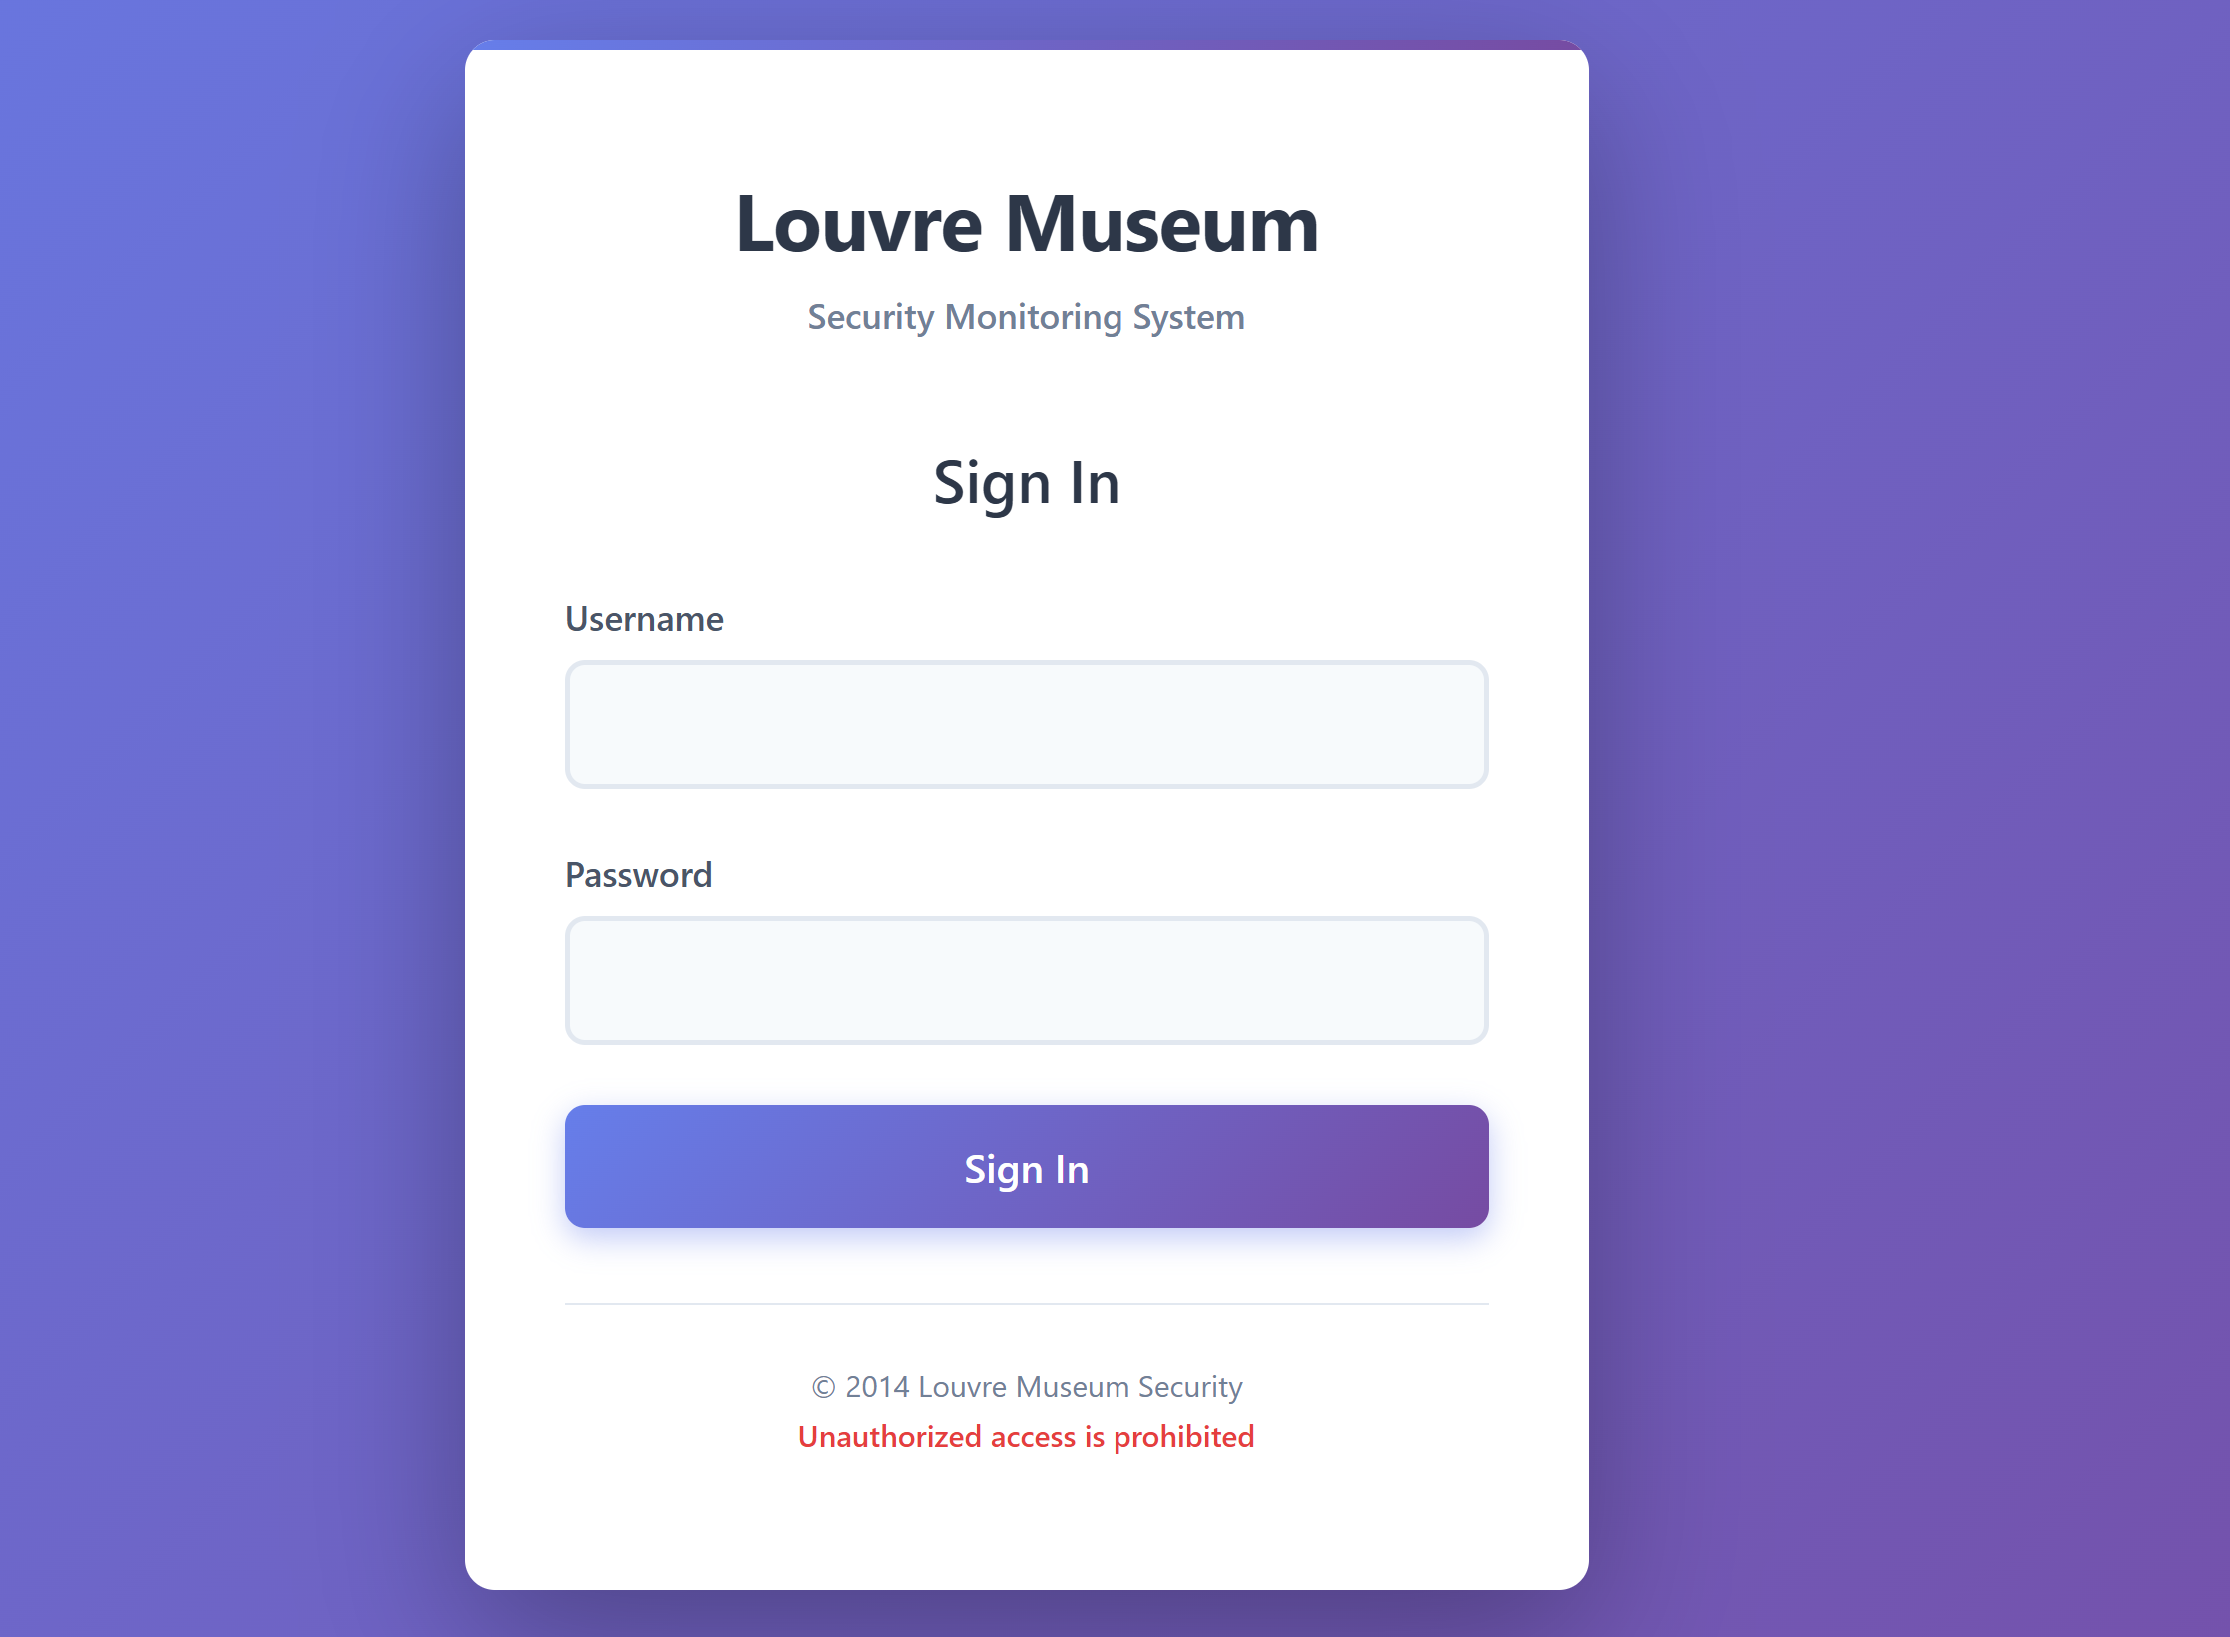 Louvre Museum
Security Monitoring System
Sign In
Username
Password
Sign In
© 2014 Louvre Museum Security
Unauthorized access is prohibited